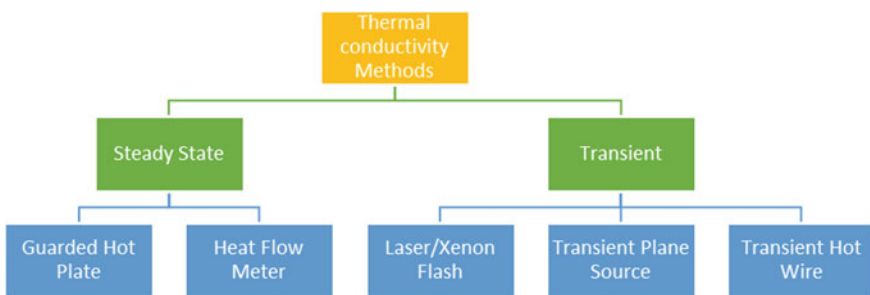 Thermal
conductivity
Methods
Steady State
Transient
Guarded Hot
Plate
Heat Flow
Meter
Laser/Xenon
Flash
Transient Plane
Source
Transient Hot
Wire